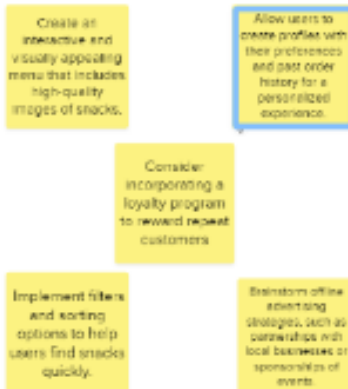 Create an
interactive and
visually appealing
menu that includes
high-quality
images of snacks.
Allow users to
create profiles with
their preferences
and past order
history for a
personalized
experience.
Consider
incorporating a
loyalty program
to reward repeat
customers
Implement filters
and sorting
options to help
users find snacks
quickly.
Brainstorm offline
advertising
strategies, such as
partnerships with
local businesses or
sponsorships of
events.